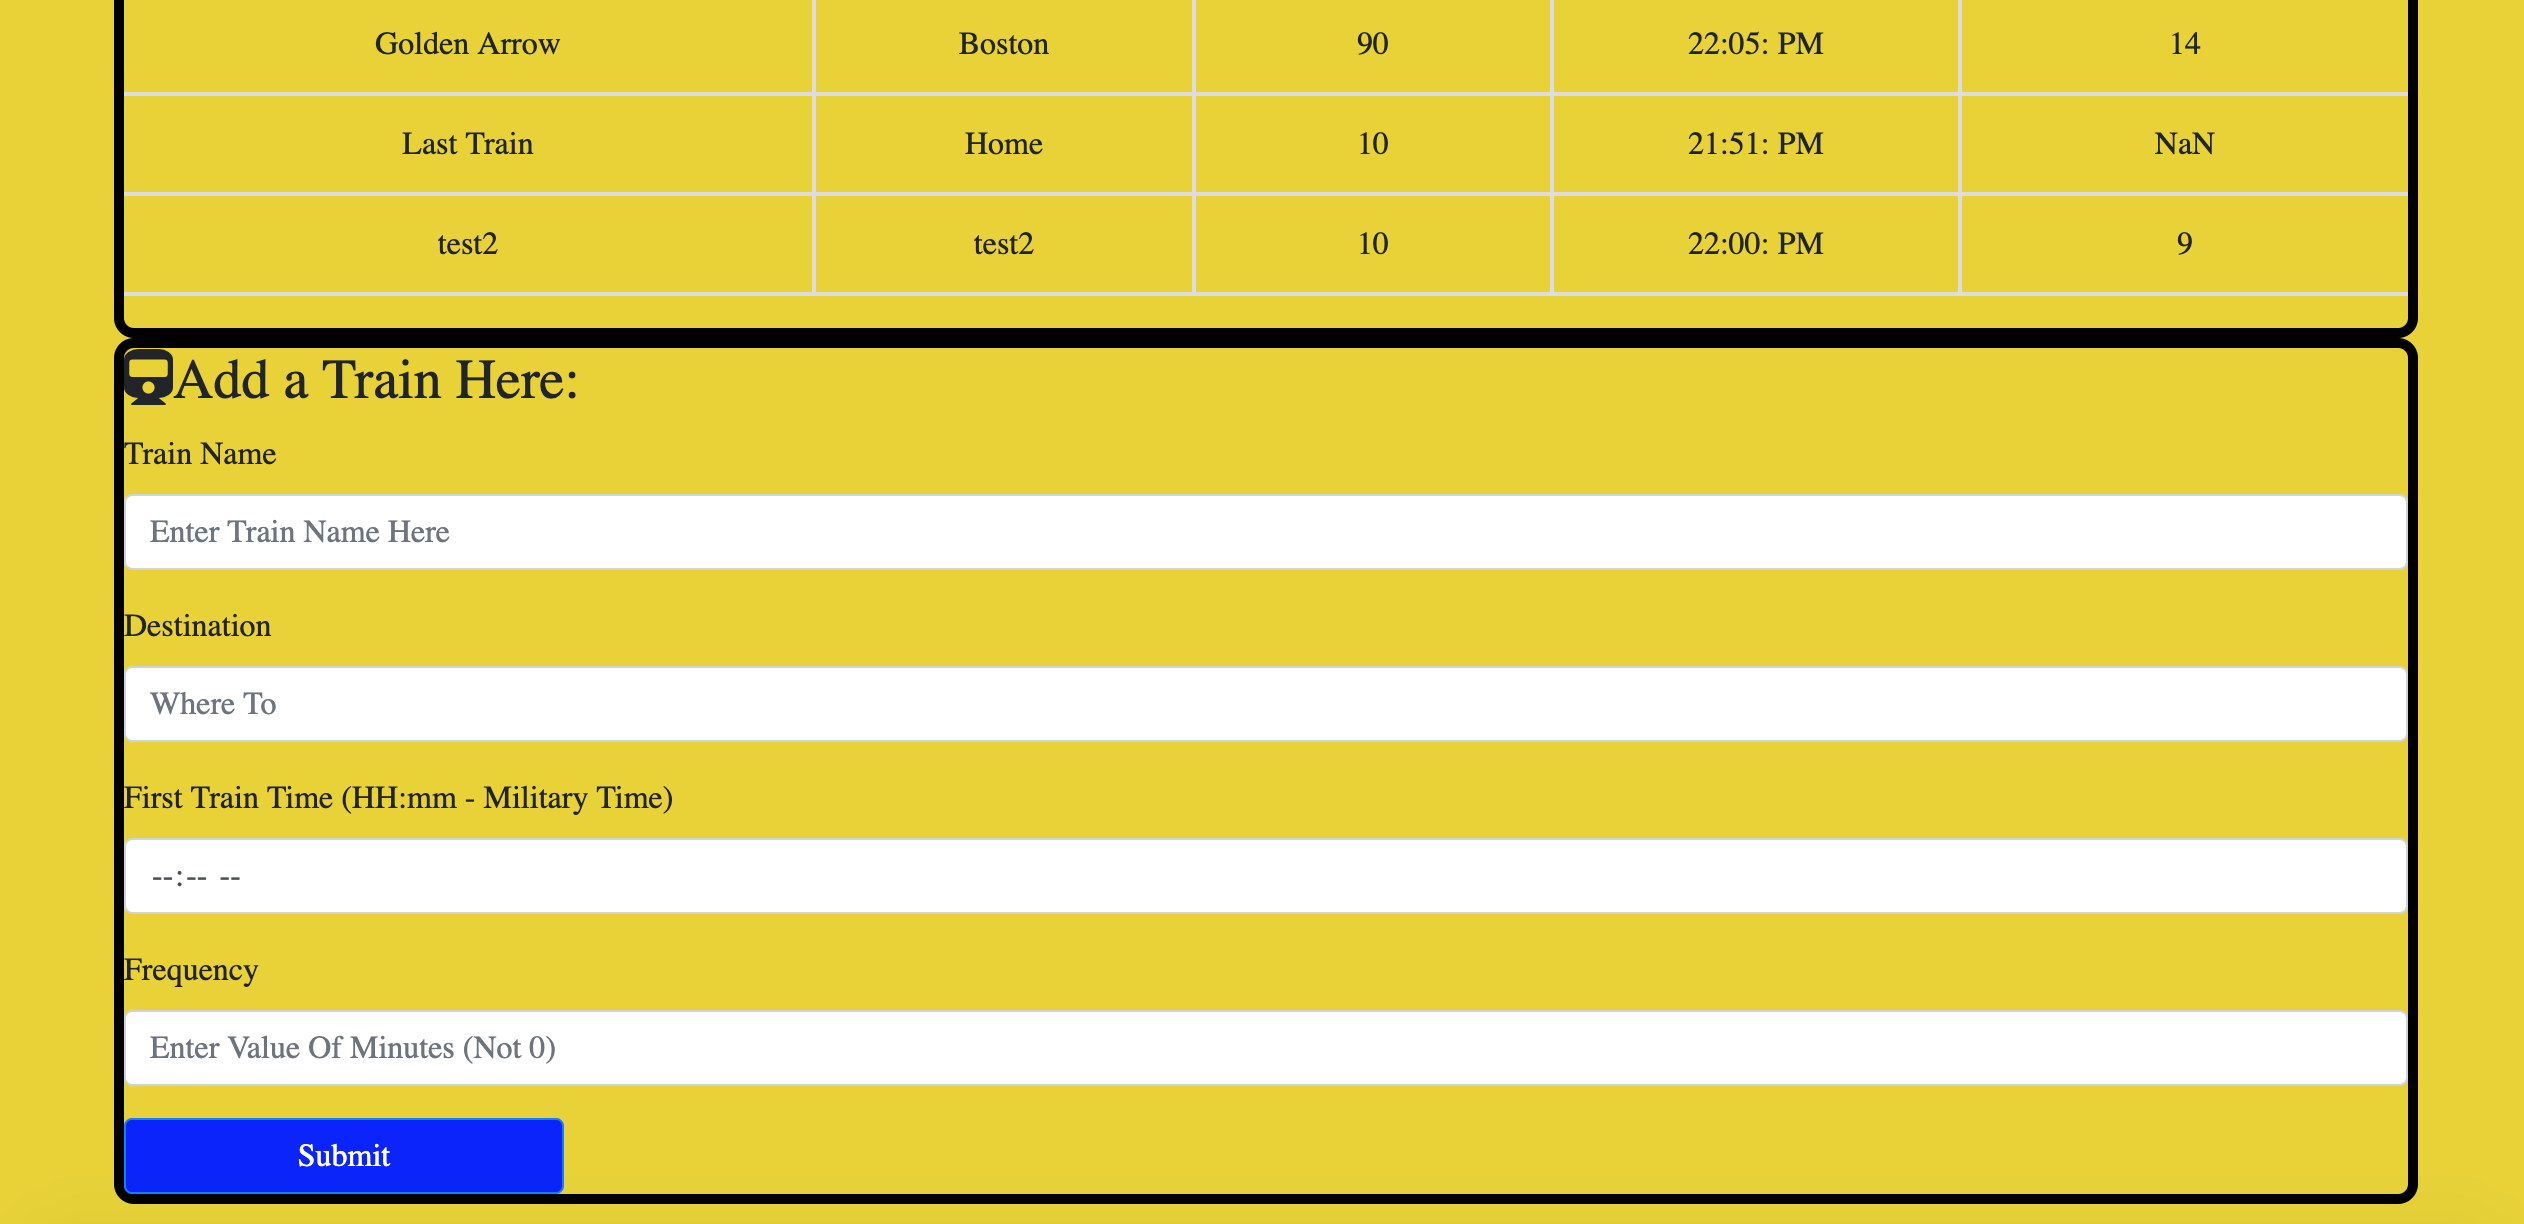 Golden Arrow Boston 90 22:05: PM 14
Last Train Home 10 21:51: PM NaN
test2 test2 10 22:00: PM 9
Add a Train Here:
Train Name
Enter Train Name Here
Destination
Where To
First Train Time (HH:mm - Military Time)
--:-- --
Frequency
Enter Value Of Minutes (Not 0)
Submit